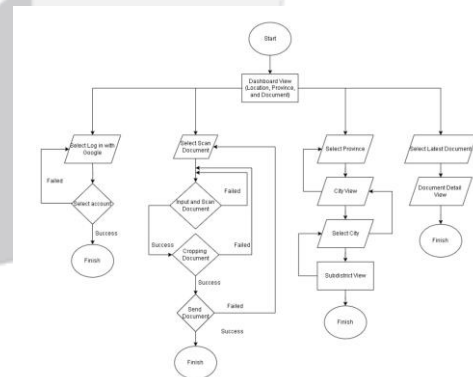 Start
Dashboard View
(Location, Province,
and Document)
Select Log in with
Google
Failed
Select account
Success
Finish
Select Scan
Document
Failed
Input and Scan
Document
Success
Failed
Cropping
Document
Success
Send
Document
Failed
Success
Finish
Select Province
City View
Select City
Subdistrict View
Finish
Select Latest Document
Document Detail
View
Finish